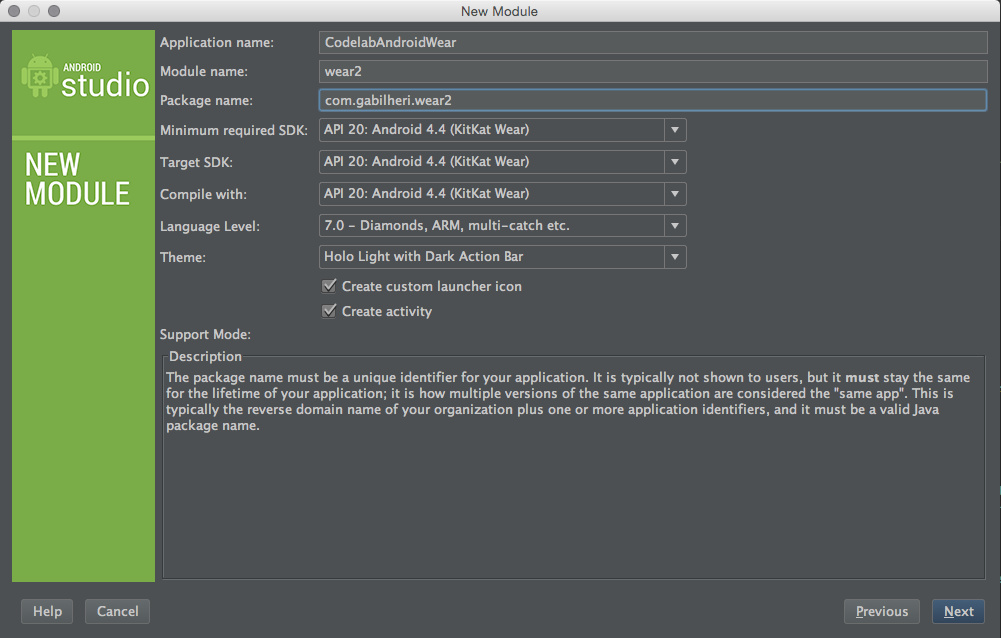 New Module
ANDROID
studio
NEW
MODULE
Application name: CodelabAndroidWear
Module name: wear2
Package name: com.gabilheri.wear2
Minimum required SDK: API 20: Android 4.4 (KitKat Wear)
Target SDK: API 20: Android 4.4 (KitKat Wear)
Compile with: API 20: Android 4.4 (KitKat Wear)
Language Level: 7.0 – Diamonds, ARM, multi-catch etc.
Theme: Holo Light with Dark Action Bar
Create custom launcher icon
Create activity
Support Mode:
Description
The package name must be a unique identifier for your application. It is typically not shown to users, but it must stay the same
for the lifetime of your application; it is how multiple versions of the same application are considered the "same app". This is
typically the reverse domain name of your organization plus one or more application identifiers, and it must be a valid Java
package name.
Help Cancel Previous Next